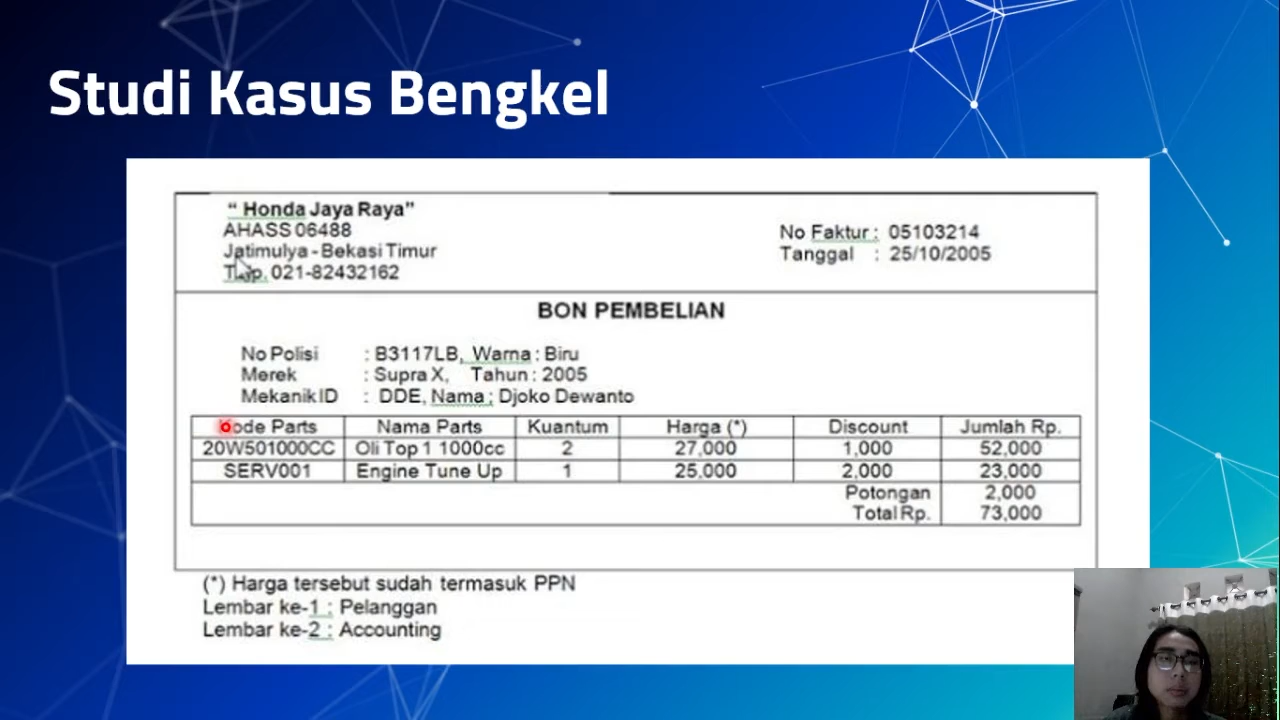 Studi Kasus Bengkel
“ Honda Jaya Raya”
AHASS 06488
Jatimulya - Bekasi Timur
Telp. 021-82432162
No Faktur : 05103214
Tanggal : 25/10/2005
BON PEMBELIAN
No Polisi : B3117LB, Warna : Biru
Merek : Supra X, Tahun : 2005
Mekanik ID : DDE, Nama : Djoko Dewanto
Kode Parts Nama Parts Kuantum Harga (*) Discount Jumlah Rp.
20W501000CC Oli Top 1 1000cc 2 27,000 1,000 52,000
SERV001 Engine Tune Up 1 25,000 2,000 23,000
Potongan 2,000
Total Rp. 73,000
(*) Harga tersebut sudah termasuk PPN
Lembar ke-1 : Pelanggan
Lembar ke-2 : Accounting